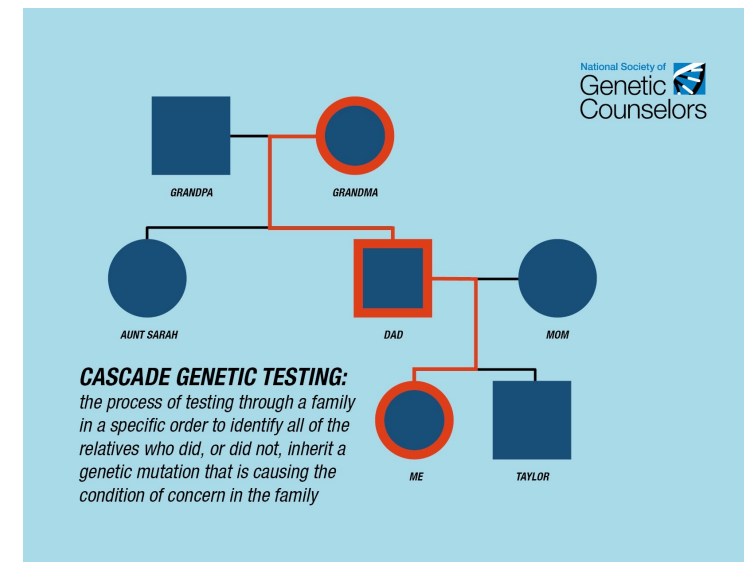 National Society of
Genetic
Counselors
GRANDPA
GRANDMA
AUNT SARAH
DAD
MOM
CASCADE GENETIC TESTING:
the process of testing through a family
in a specific order to identify all of the
relatives who did, or did not, inherit a
genetic mutation that is causing the
condition of concern in the family
ME
TAYLOR